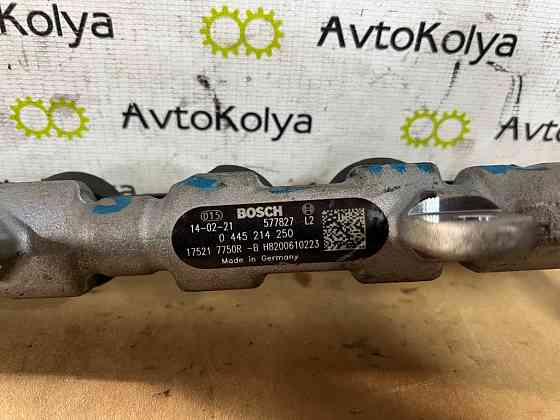 AvtoKolya
AvtoKolya
AvtoKolya
015 BOSCH
14-02-21 577827 L2
0 445 214 250
17521 7750R -B H8200610223
Made in Germany